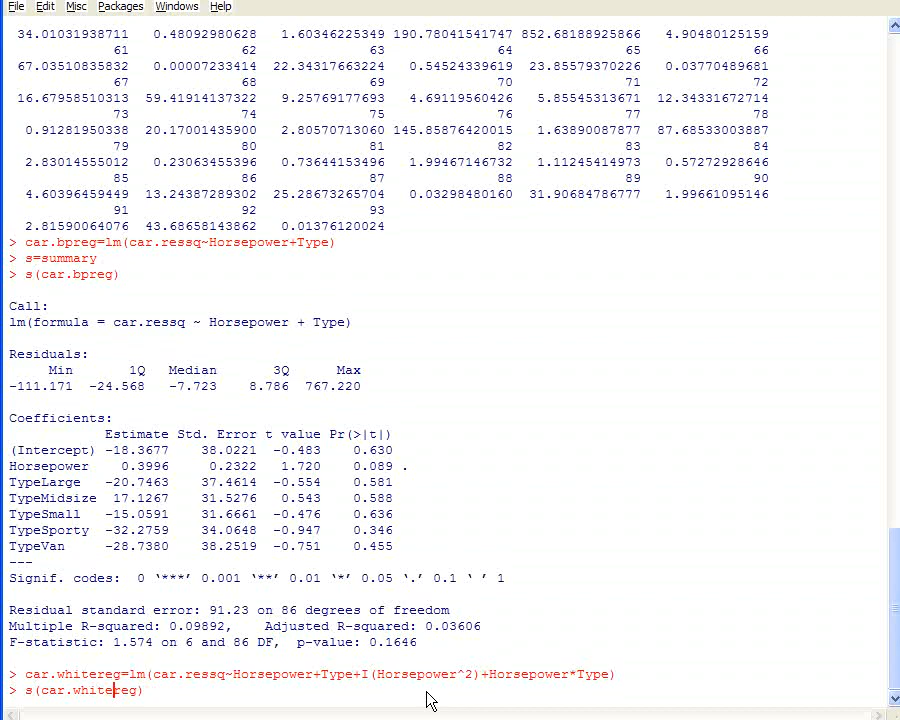 File Edit Misc Packages Windows Help
34.01031938711 0.48092980628 1.60346225349 190.78041541747 852.68188925866 4.90480125159
61 62 63 64 65 66
67.03510835832 0.00007233414 22.34317663224 0.54524339619 23.85579370226 0.03770489681
67 68 69 70 71 72
16.67958510313 59.41914137322 9.25769177693 4.69119560426 5.85545313671 12.34331672714
73 74 75 76 77 78
0.91281950338 20.17001435900 2.80570713060 145.85876420015 1.63890087877 87.68533003887
79 80 81 82 83 84
2.83014555012 0.23063455396 0.73644153496 1.99467146732 1.11245414973 0.57272928646
85 86 87 88 89 90
4.60396459449 13.24387289302 25.28673265704 0.03298480160 31.90684786777 1.99661095146
91 92 93
2.81590064076 43.68658143862 0.01376120024
> car.bpreg=lm(car.ressq~Horsepower+Type)
> s=summary
> s(car.bpreg)
Call:
lm(formula = car.ressq ~ Horsepower + Type)
Residuals:
Min 1Q Median 3Q Max
-111.171 -24.568 -7.723 8.786 767.220
Coefficients:
Estimate Std. Error t value Pr(>|t|)
(Intercept) -18.3677 38.0221 -0.483 0.630
Horsepower 0.3996 0.2322 1.720 0.089 .
TypeLarge -20.7463 37.4614 -0.554 0.581
TypeMidsize 17.1267 31.5276 0.543 0.588
TypeSmall -15.0591 31.6661 -0.476 0.636
TypeSporty -32.2759 34.0648 -0.947 0.346
TypeVan -28.7380 38.2519 -0.751 0.455
---
Signif. codes: 0 ‘***’ 0.001 ‘**’ 0.01 ‘*’ 0.05 ‘.’ 0.1 ‘ ’ 1
Residual standard error: 91.23 on 86 degrees of freedom
Multiple R-squared: 0.09892, Adjusted R-squared: 0.03606
F-statistic: 1.574 on 6 and 86 DF, p-value: 0.1646
> car.whitereg=lm(car.ressq~Horsepower+Type+I(Horsepower^2)+Horsepower*Type)
> s(car.whitereg)